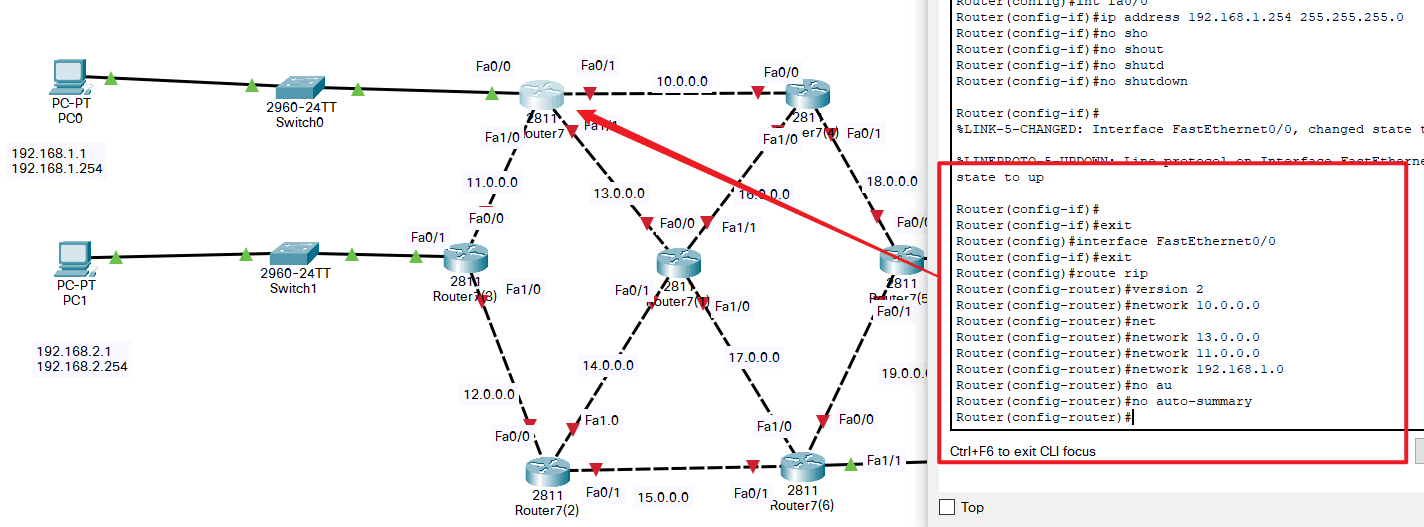 Fa0/0
Fa0/1
10.0.0.0
Fa0/0
PC-PT
PC0
2960-24TT
Switch0
2811
outer7
Fa1/0
Fa1/1
281
er7(4)
Fa1/0
Fa0/1
192.168.1.1
192.168.1.254
11.0.0.0
13.0.0.0
16.0.0.0
18.0.0.0
Fa0/0
Fa0/0
Fa1/1
Fa0/
Fa0/1
PC-PT
PC1
2960-24TT
Switch1
2811
Router7(3)
Fa1/0
Fa0/1
2811
outer7(1)
Fa1/0
2811
Router7(5
Fa0/1
192.168.2.1
192.168.2.254
14.0.0.0
17.0.0.0
19.0.0.
12.0.0.0
Fa0/0
Fa1.0
Fa1/0
Fa0/0
2811
Router7(2)
Fa0/1
15.0.0.0
Fa0/1
2811
Router7(6)
Fa1/1
Router(config)#int fa0/0
Router(config-if)#ip address 192.168.1.254 255.255.255.0
Router(config-if)#no sho
Router(config-if)#no shout
Router(config-if)#no shutd
Router(config-if)#no shutdown
Router(config-if)#
%LINK-5-CHANGED: Interface FastEthernet0/0, changed state t
%LINEPROTO-5-UPDOWN: Line protocol on Interface FastEtherne
state to up
Router(config-if)#
Router(config-if)#exit
Router(config)#interface FastEthernet0/0
Router(config-if)#exit
Router(config)#route rip
Router(config-router)#version 2
Router(config-router)#network 10.0.0.0
Router(config-router)#net
Router(config-router)#network 13.0.0.0
Router(config-router)#network 11.0.0.0
Router(config-router)#network 192.168.1.0
Router(config-router)#no au
Router(config-router)#no auto-summary
Router(config-router)#
Ctrl+F6 to exit CLI focus
Top